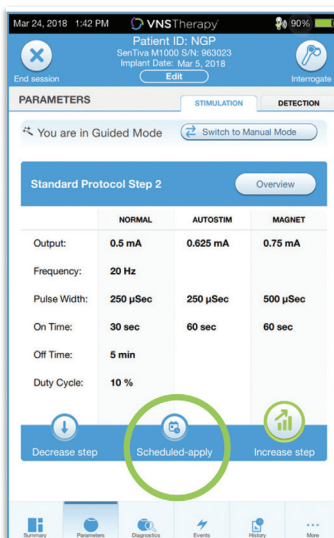 Mar 24, 2018 1:42 PM VNSTherapy 90%
Patient ID: NGP
SenTiva M1000 S/N: 963023
Implant Date: Mar 5, 2018
End session Edit Interrogate
PARAMETERS STIMULATION DETECTION
You are in Guided Mode Switch to Manual Mode
Standard Protocol Step 2 Overview
NORMAL AUTOSTIM MAGNET
Output: 0.5 mA 0.625 mA 0.75 mA
Frequency: 20 Hz
Pulse Width: 250 µSec 250 µSec 500 µSec
On Time: 30 sec 60 sec 60 sec
Off Time: 5 min
Duty Cycle: 10 %
Decrease step Scheduled-apply Increase step
Summary Parameters Diagnostics Events History More